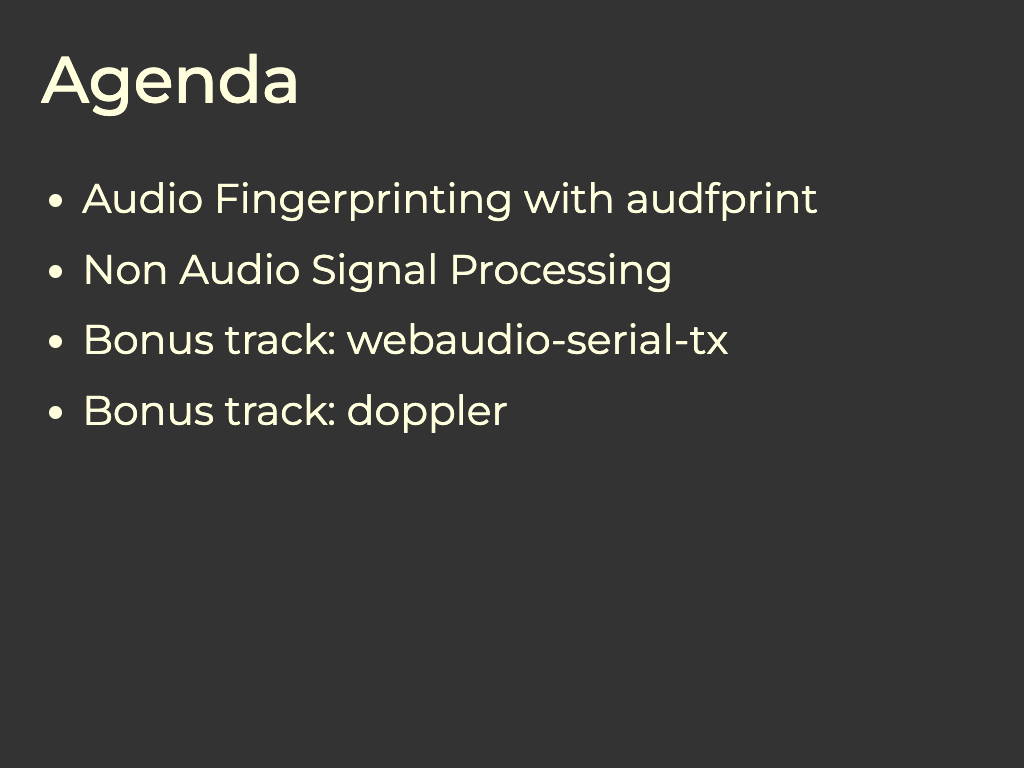 Agenda
• Audio Fingerprinting with audfprint
• Non Audio Signal Processing
• Bonus track: webaudio-serial-tx
• Bonus track: doppler